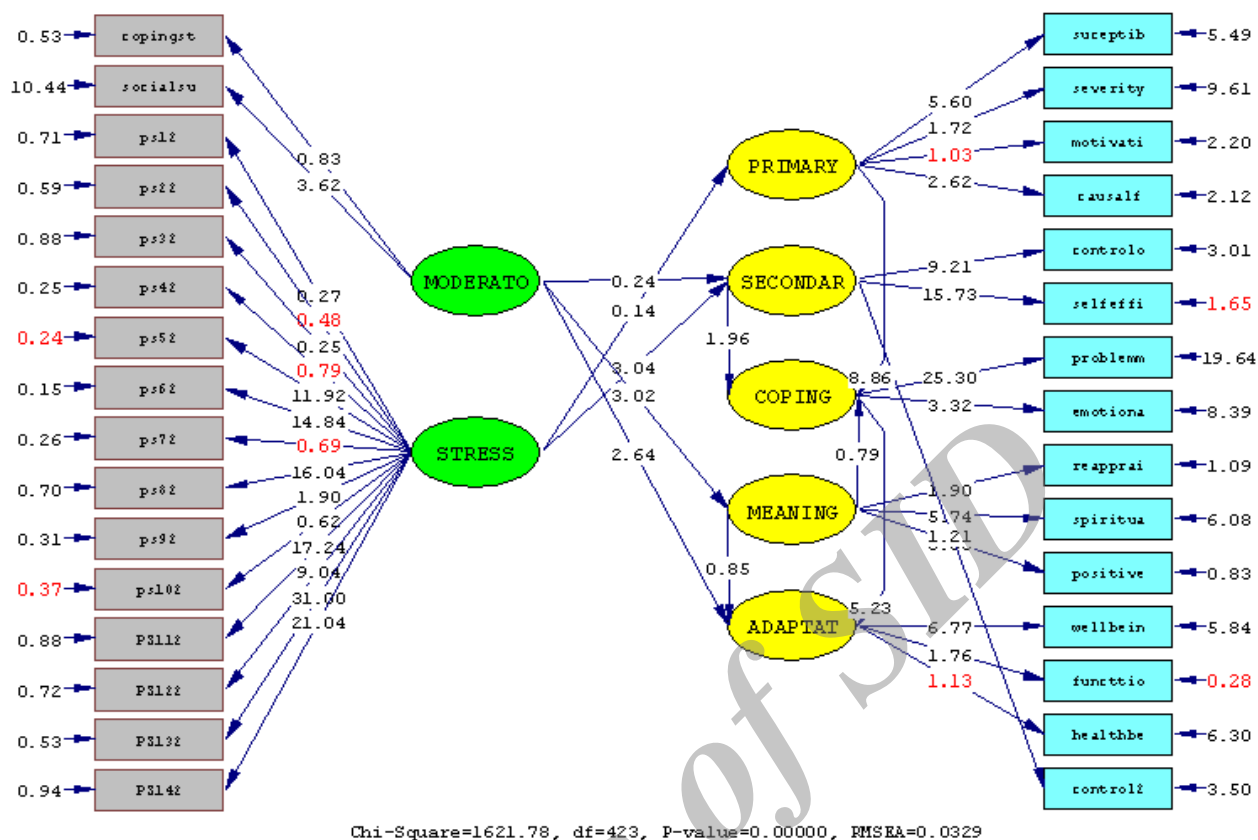 0.53 copingst
10.44 socialsu
0.71 ps12
0.59 ps22
0.88 ps32
0.25 ps42
0.24 ps52
0.15 ps62
0.26 ps72
0.70 ps82
0.31 ps92
0.37 ps102
0.88 PS112
0.72 PS122
0.53 PS132
0.94 PS142
0.83
3.62
0.27
0.48
0.25
0.79
11.92
14.84
0.69
16.04
1.90
0.62
17.24
9.04
31.00
21.04
MODERATO
STRESS
0.24
0.14
3.04
3.02
2.64
PRIMARY
SECONDAR
1.96
COPING
8.86
0.79
MEANING
0.85
ADAPTAT
5.23
5.60
1.72
1.03
2.62
9.21
15.73
25.30
3.32
1.90
5.74
1.21
6.77
1.76
1.13
suceptib 5.49
severity 9.61
motivati 2.20
causalf 2.12
controlo 3.01
selfeffi 1.65
problemm 19.64
emotiona 8.39
reapprai 1.09
spiritua 6.08
positive 0.83
wellbein 5.84
functtio 0.28
healthbe 6.30
control2 3.50
of SID
Chi-Square=1621.78, df=423, P-value=0.00000, RMSEA=0.0329